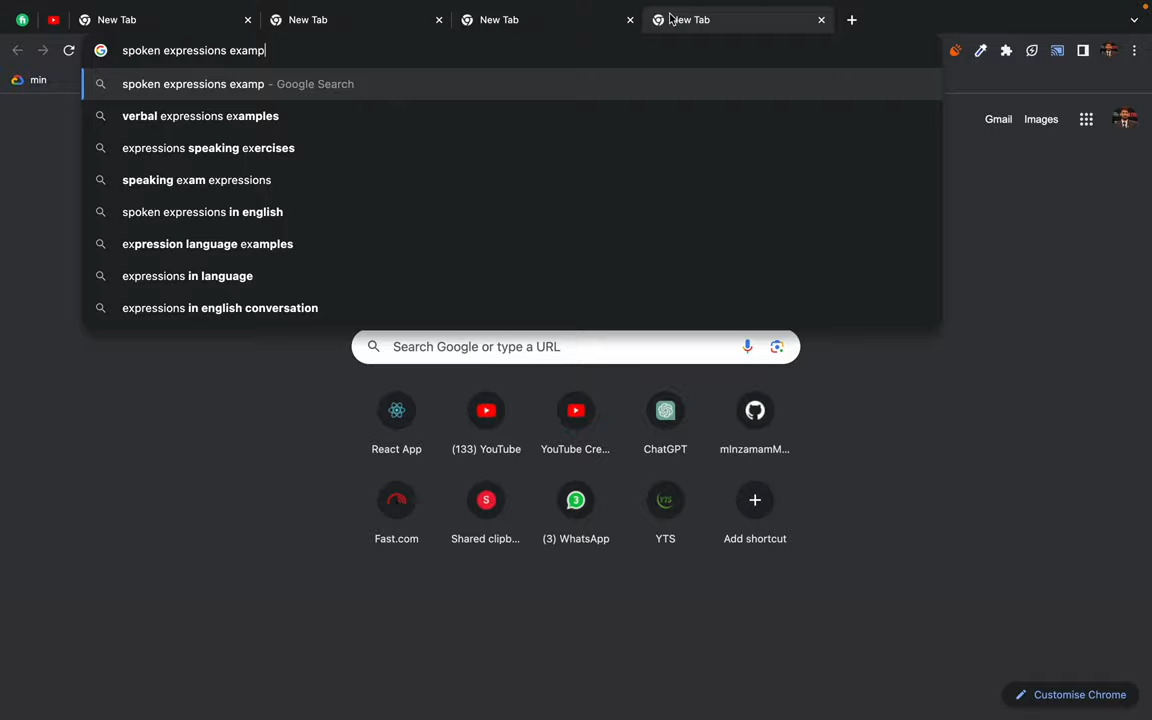 New Tab New Tab New Tab New Tab
spoken expressions examp
min
spoken expressions examp - Google Search
verbal expressions examples
Gmail Images
expressions speaking exercises
speaking exam expressions
spoken expressions in english
expression language examples
expressions in language
expressions in english conversation
Search Google or type a URL
React App (133) YouTube YouTube Cre... ChatGPT mInzamamM...
S 3 YTS
Fast.com Shared clipb... (3) WhatsApp YTS Add shortcut
Customise Chrome